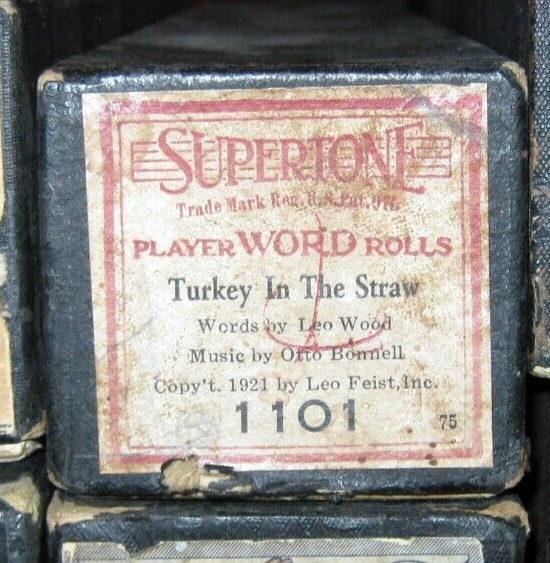 SUPERTONE
Trade Mark Reg. U.S. Pat. Off.
PLAYER WORD ROLLS
Turkey In The Straw
Words by Leo Wood
Music by Otto Bonnell
Copy't. 1921 by Leo Feist, Inc.
1101
75